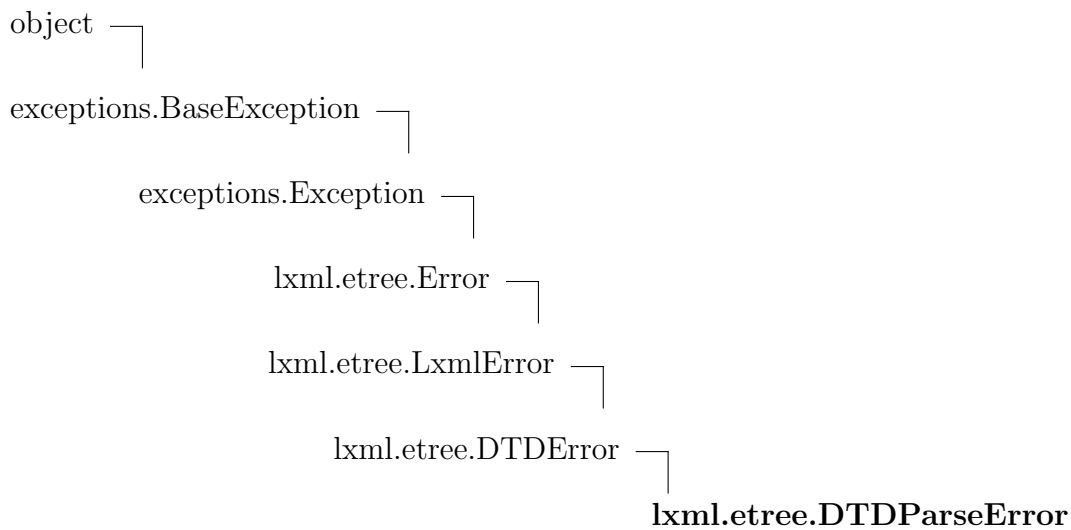 object
exceptions.BaseException
exceptions.Exception
lxml.etree.Error
lxml.etree.LxmlError
lxml.etree.DTDError
lxml.etree.DTDParseError